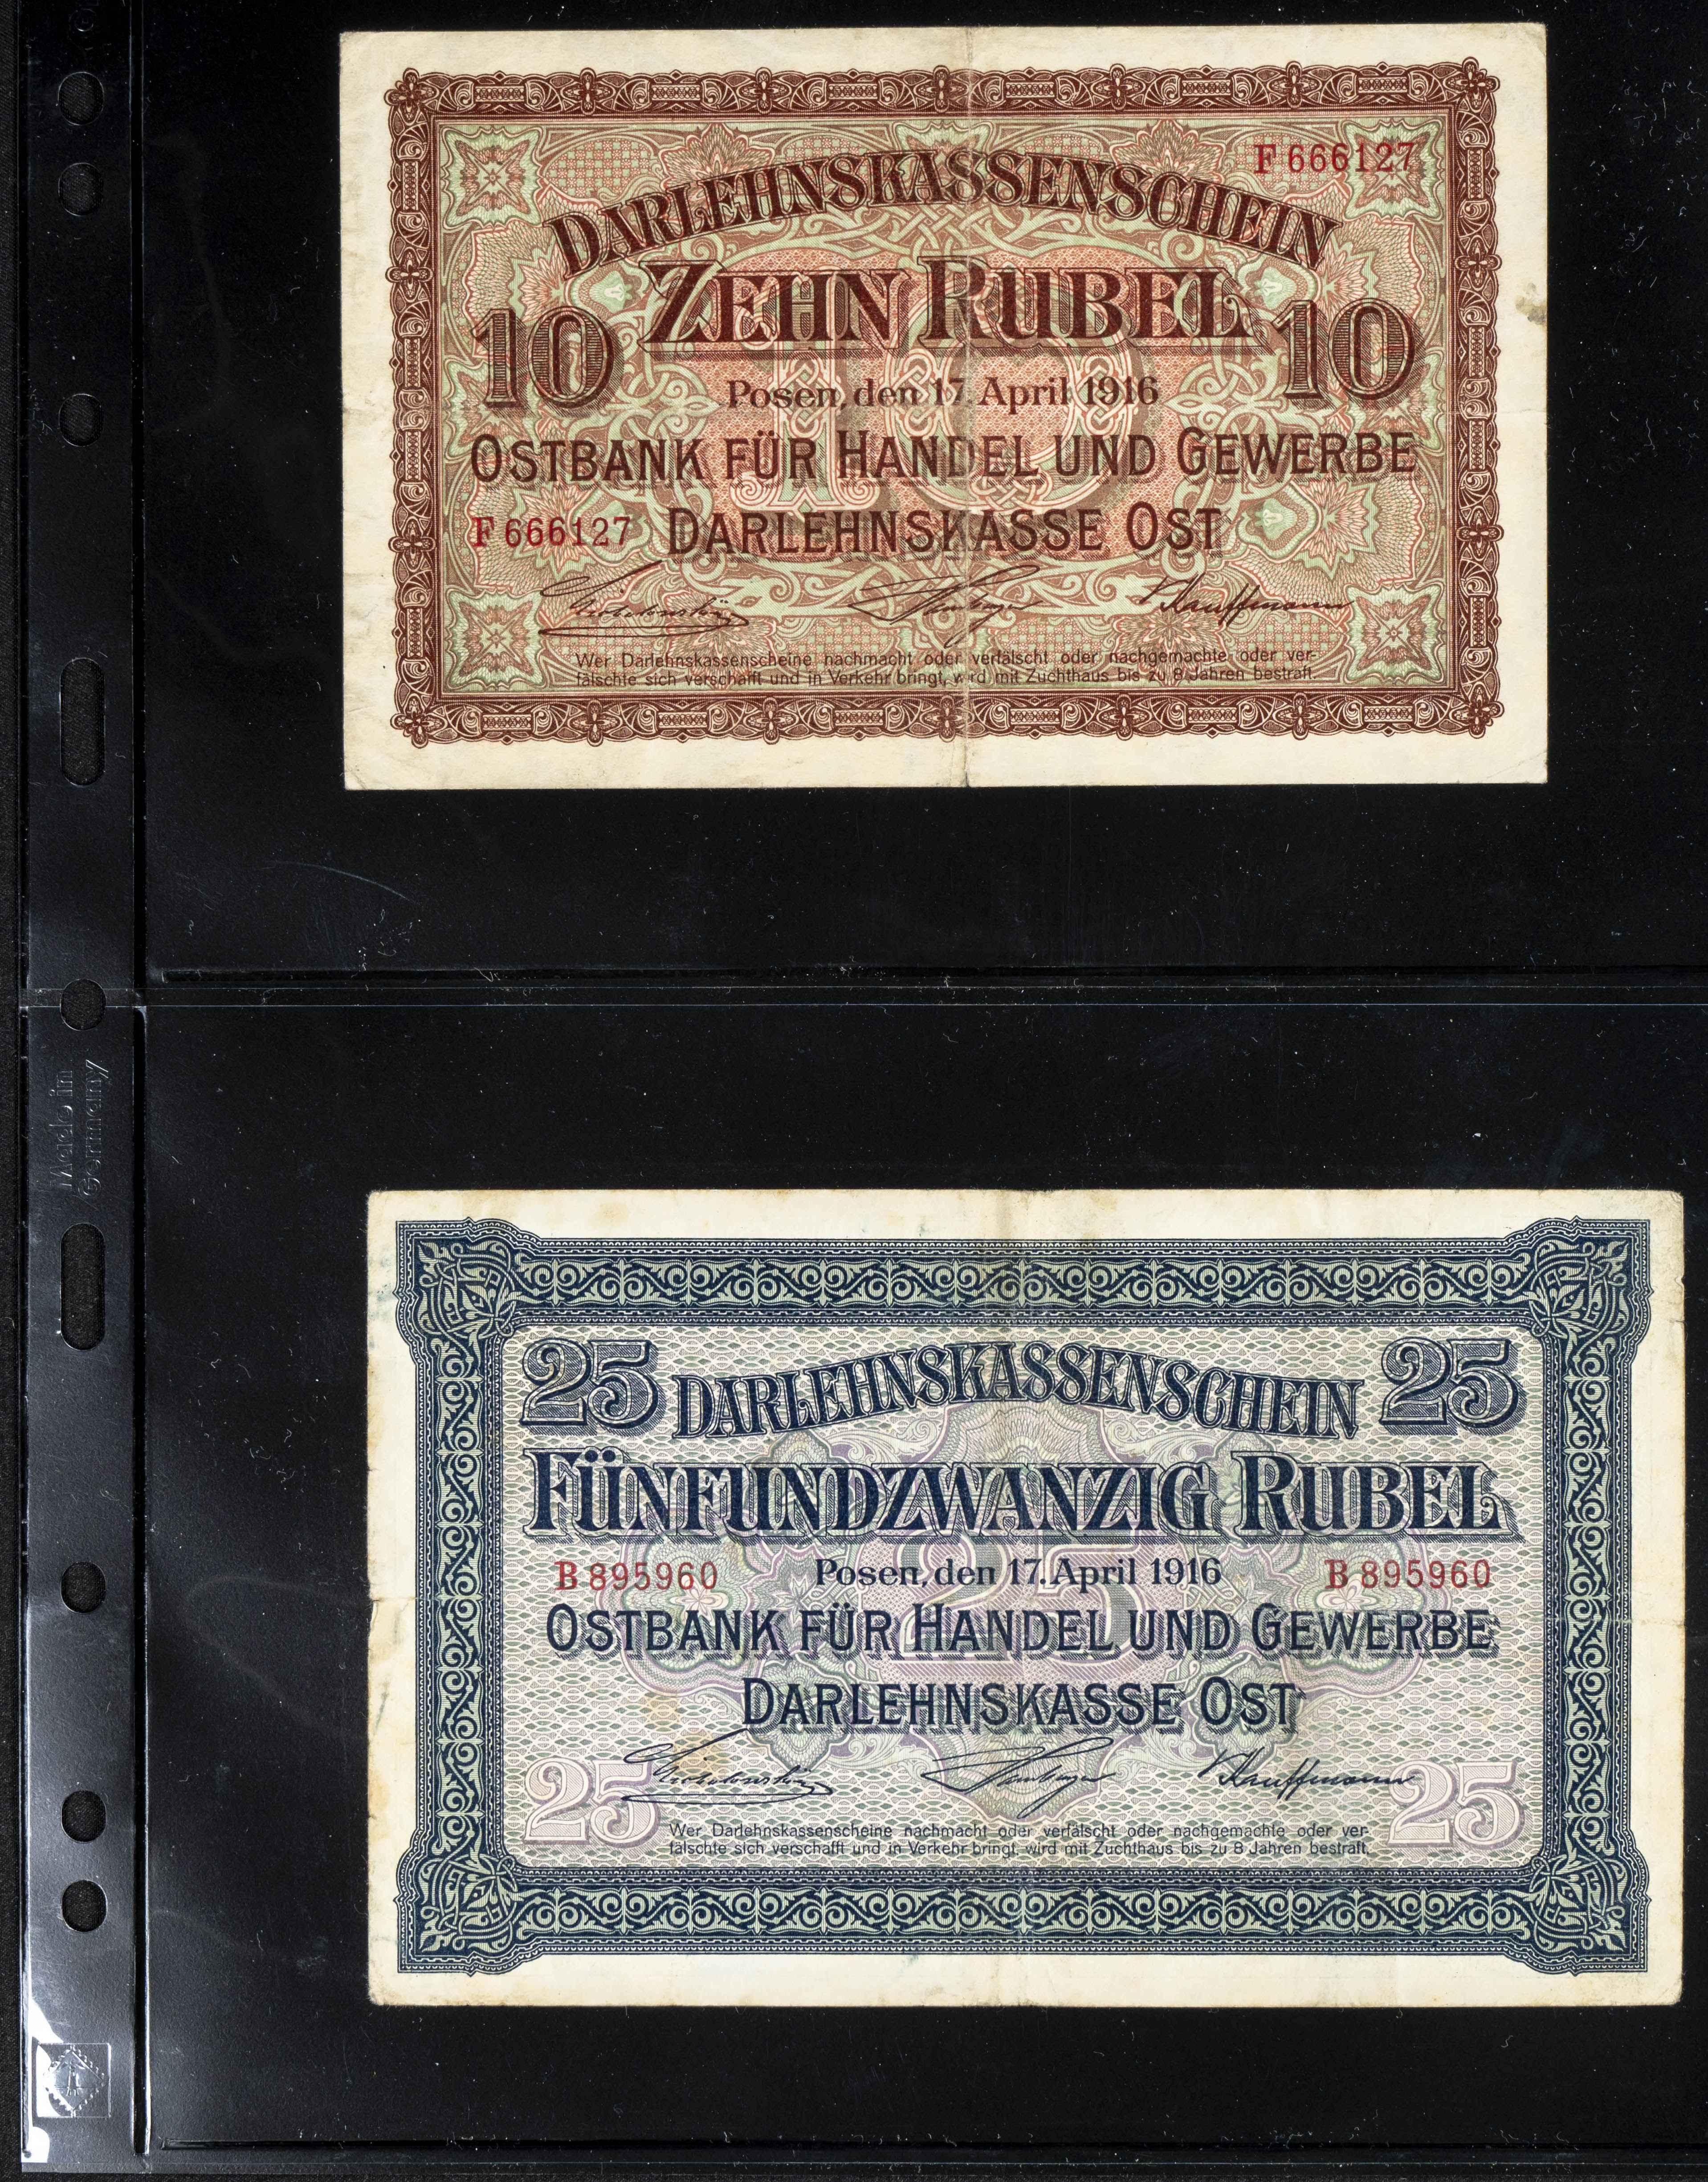 F 666127
DARLEHNSKASSENSCHEIN
ZEHN RUBEL
10 10
10
Posen, den 17. April 1916
OSTBANK FÜR HANDEL UND GEWERBE
F 666127 DARLEHNSKASSE OST
Kauffmann
Wer Darlehnskassenscheine nachmacht oder verfälscht oder nachgemachte oder ver-
fälschte sich verschafft und in Verkehr bringt, wird mit Zuchthaus bis zu 8 Jahren bestraft.
Made in
Germany
25 DARLEHNSKASSENSCHEIN 25
FÜNFUNDZWANZIG RUBEL
B 895960 Posen, den 17. April 1916 B 895960
25
OSTBANK FÜR HANDEL UND GEWERBE
DARLEHNSKASSE OST
Kauffmann
25 25
Wer Darlehnskassenscheine nachmacht oder verfälscht oder nachgemachte oder ver-
fälschte sich verschafft und in Verkehr bringt, wird mit Zuchthaus bis zu 8 Jahren bestraft.